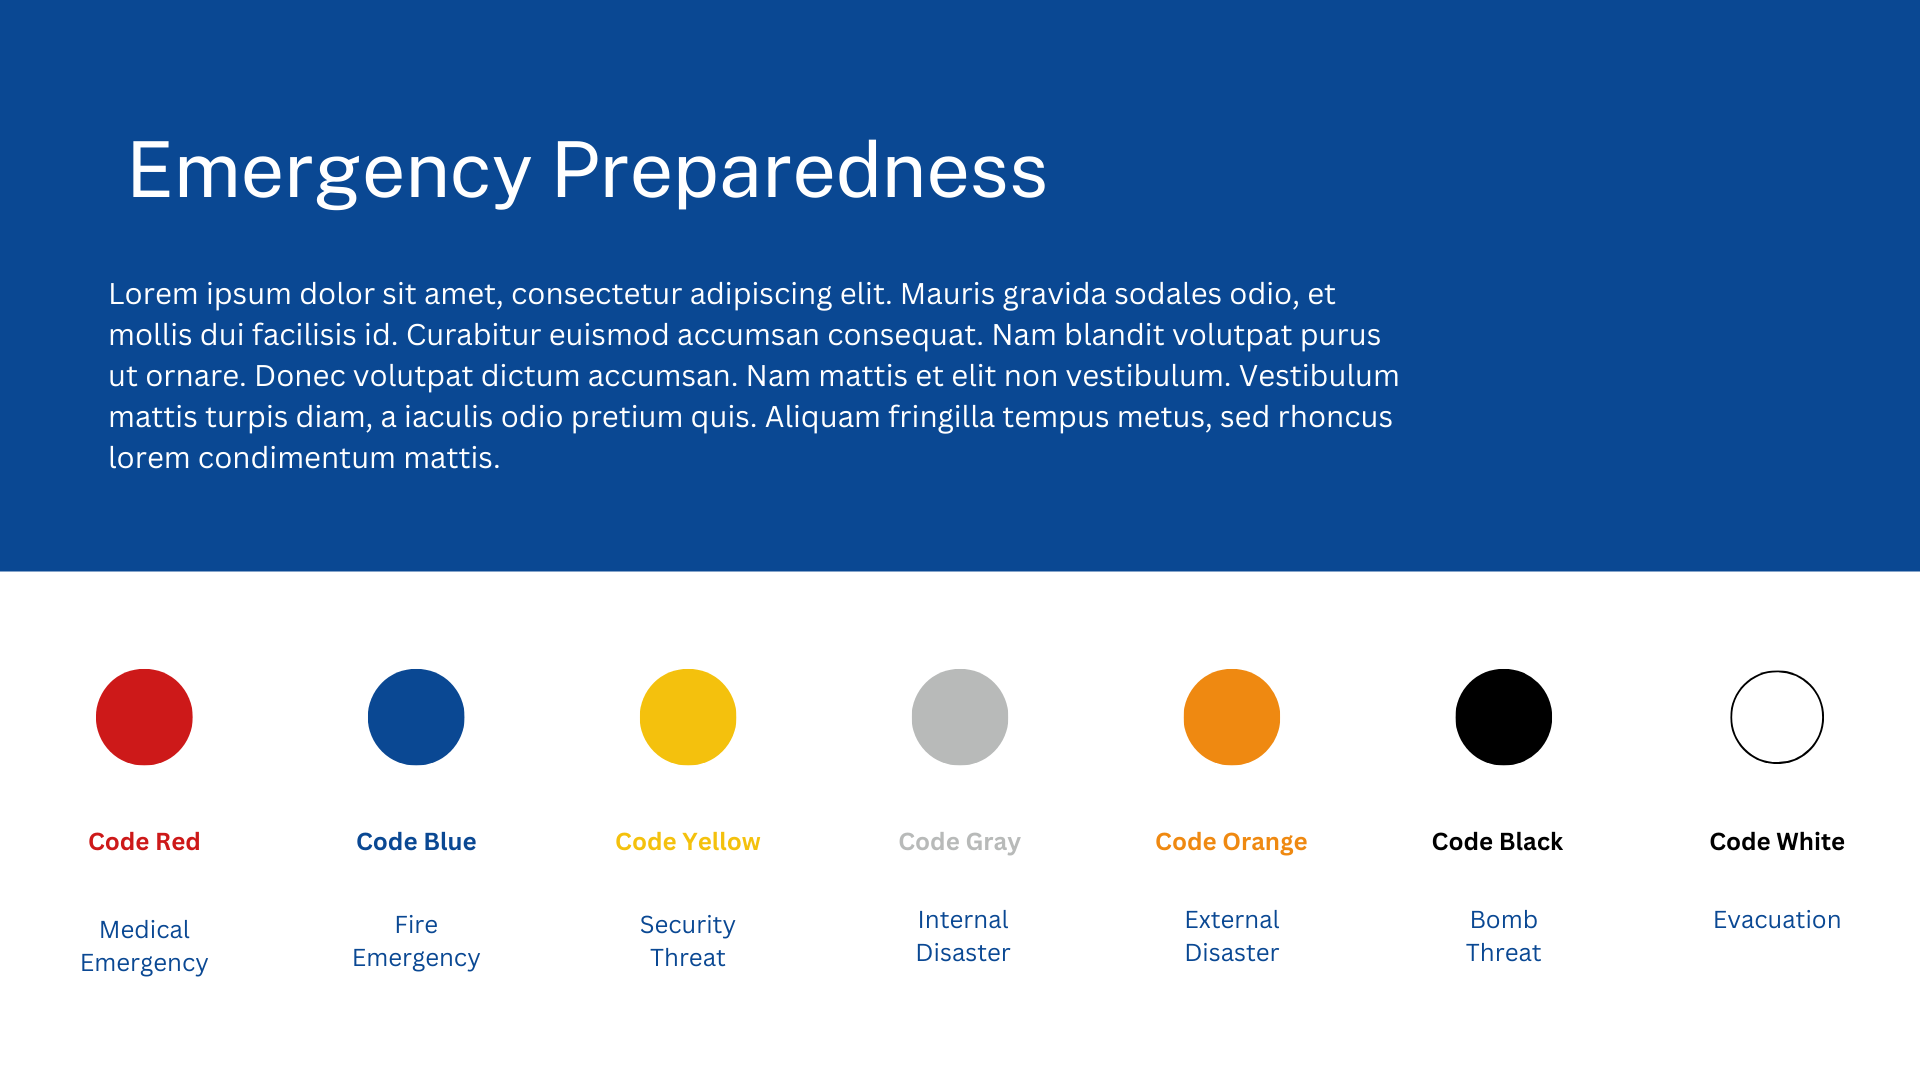 Emergency Preparedness
Lorem ipsum dolor sit amet, consectetur adipiscing elit. Mauris gravida sodales odio, et
mollis dui facilisis id. Curabitur euismod accumsan consequat. Nam blandit volutpat purus
ut ornare. Donec volutpat dictum accumsan. Nam mattis et elit non vestibulum. Vestibulum
mattis turpis diam, a iaculis odio pretium quis. Aliquam fringilla tempus metus, sed rhoncus
lorem condimentum mattis.
Code Red
Medical
Emergency
Code Blue
Fire
Emergency
Code Yellow
Security
Threat
Code Gray
Internal
Disaster
Code Orange
External
Disaster
Code Black
Bomb
Threat
Code White
Evacuation